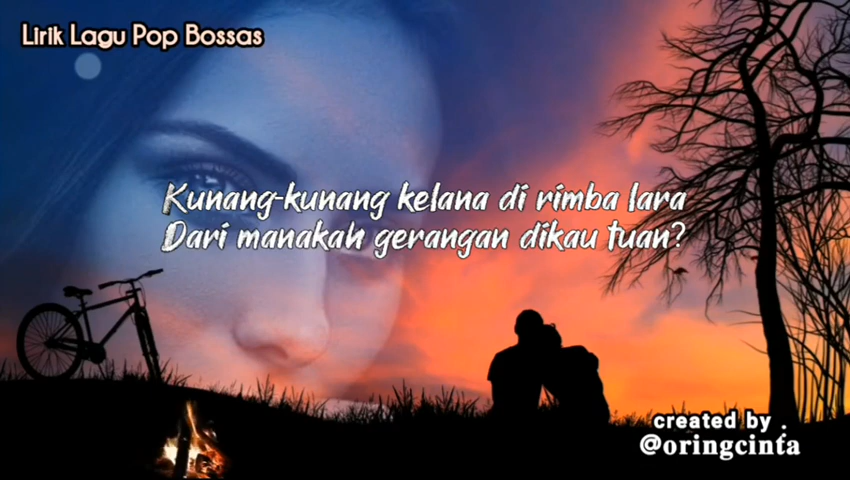 Lirik Lagu Pop Bossas
Kunang-kunang kelana di rimba lara
Dari manakah gerangan dikau tuan?
created by .
@oringcinta